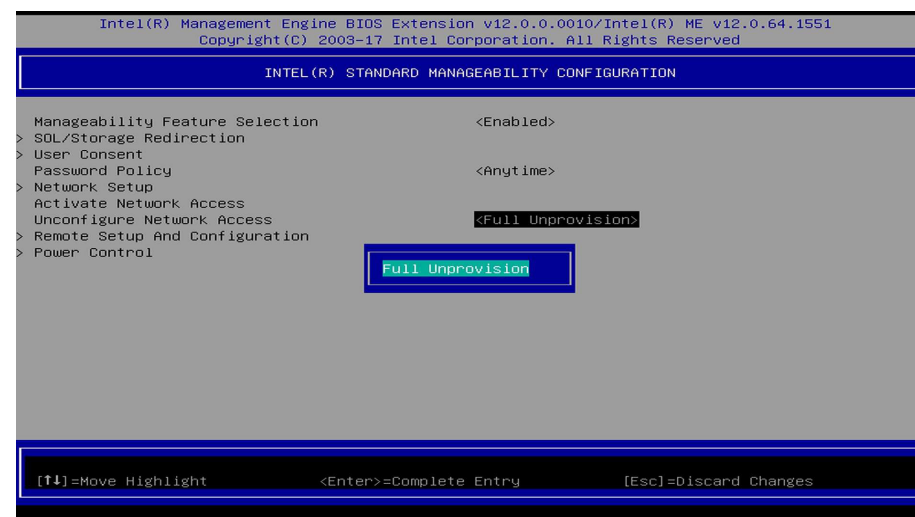 Intel(R) Management Engine BIOS Extension v12.0.0.0010/Intel(R) ME v12.0.64.1551
Copyright(C) 2003-17 Intel Corporation. All Rights Reserved
INTEL(R) STANDARD MANAGEABILITY CONFIGURATION
Manageability Feature Selection <Enabled>
> SOL/Storage Redirection
> User Consent
Password Policy <Anytime>
> Network Setup
Activate Network Access
Unconfigure Network Access <Full Unprovision>
> Remote Setup And Configuration
> Power Control
Full Unprovision
[↑↓]=Move Highlight <Enter>=Complete Entry [Esc]=Discard Changes